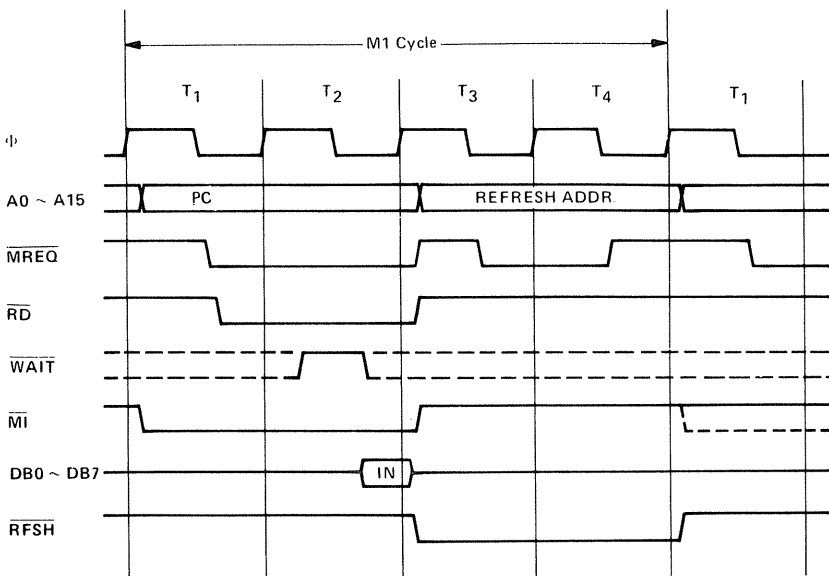 M1 Cycle
T1 T2 T3 T4 T1
Φ
A0 ~ A15 PC REFRESH ADDR.
MREQ
RD
WAIT
MI
DB0 ~ DB7 IN
RFSH